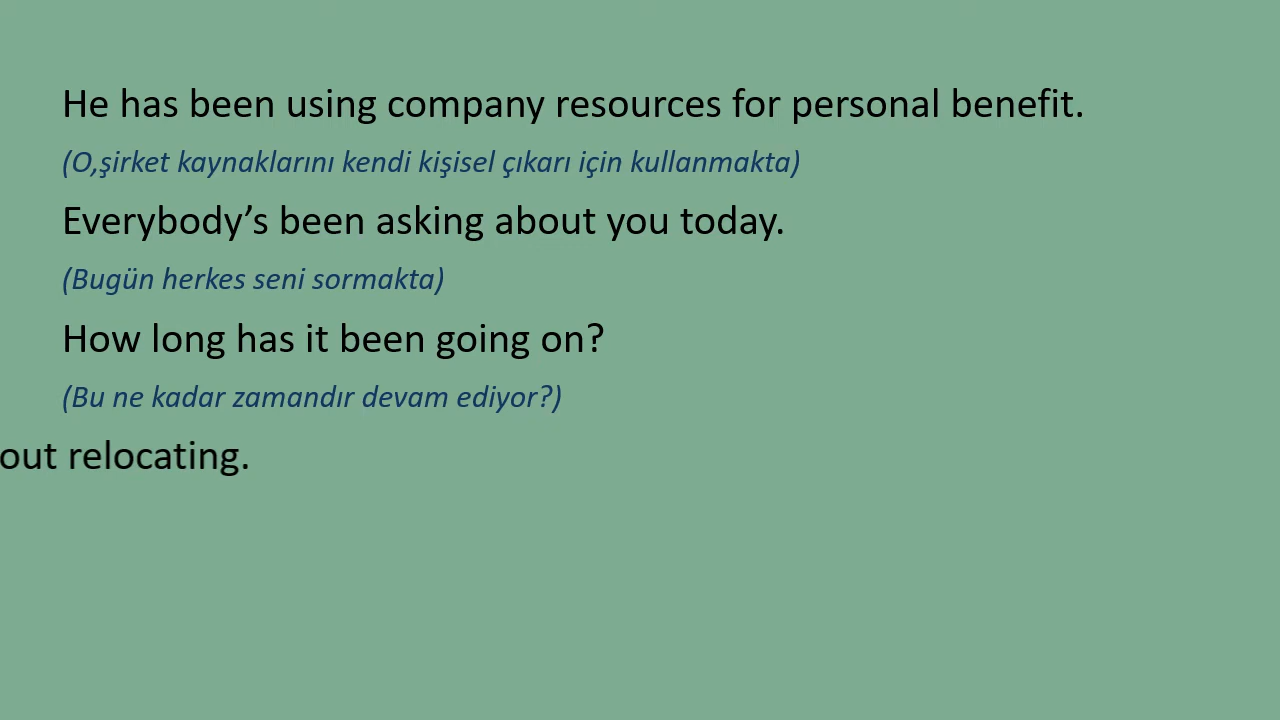 He has been using company resources for personal benefit.
(O,şirket kaynaklarını kendi kişisel çıkarı için kullanmakta)
Everybody’s been asking about you today.
(Bugün herkes seni sormakta)
How long has it been going on?
(Bu ne kadar zamandır devam ediyor?)
out relocating.